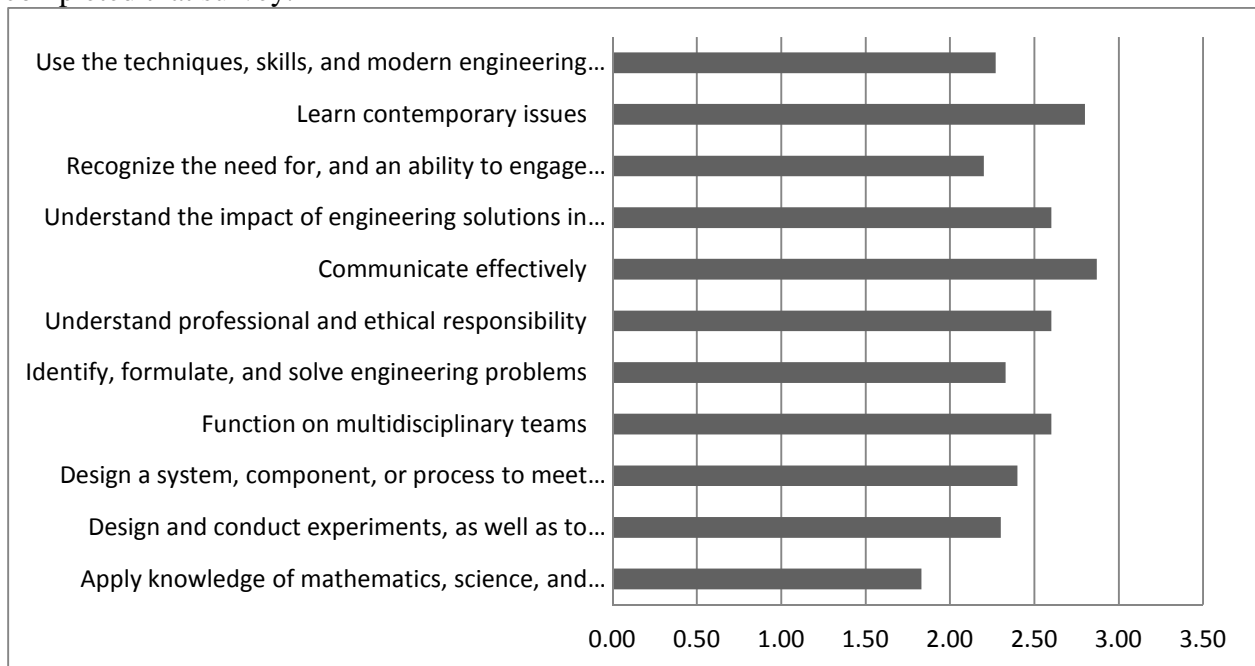 Use the techniques, skills, and modern engineering...
Learn contemporary issues
Recognize the need for, and an ability to engage...
Understand the impact of engineering solutions in...
Communicate effectively
Understand professional and ethical responsibility
Identify, formulate, and solve engineering problems
Function on multidisciplinary teams
Design a system, component, or process to meet...
Design and conduct experiments, as well as to...
Apply knowledge of mathematics, science, and...
0.00 0.50 1.00 1.50 2.00 2.50 3.00 3.50